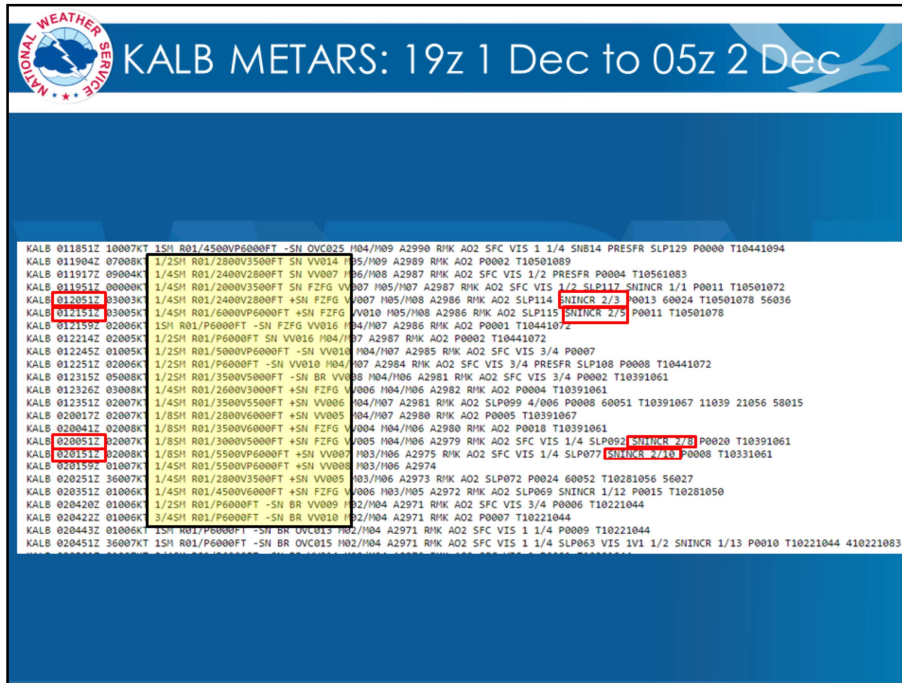 NATIONAL WEATHER SERVICE
KALB METARS: 19z 1 Dec to 05z 2 Dec
KALB 011851Z 10007KT 1SM R01/4500VP6000FT -SN OVC025 M04/M09 A2990 RMK AO2 SFC VIS 1 1/4 SNB14 PRESFR SLP129 P0000 T10441094
KALB 011904Z 07008KT 1/2SM R01/2800V3500FT SN VV014 M05/M09 A2989 RMK AO2 P0002 T10501089
KALB 011917Z 09004KT 1/4SM R01/2400V2800FT SN VV007 M06/M08 A2987 RMK AO2 SFC VIS 1/2 PRESFR P0004 T10561083
KALB 011951Z 00000KT 1/4SM R01/2400V2800FT SN FZFG VV007 M05/M07 A2987 RMK AO2 SFC VIS 1/2 SLP117 SNINCR 1/1 P0011 T10501072
KALB 012051Z 03003KT 1/4SM R01/2400V2800FT +SN FZFG VV007 M05/M08 A2986 RMK AO2 SLP114 SNINCR 2/3 P0013 60024 T10501078 56036
KALB 012151Z 03005KT 1/4SM R01/6000VP6000FT +SN FZFG VV010 M05/M08 A2986 RMK AO2 SLP115 SNINCR 2/5 P0011 T10501078
KALB 012159Z 02006KT 1SM R01/P6000FT -SN FZFG VV016 M04/M07 A2986 RMK AO2 P0001 T10441072
KALB 012214Z 02005KT 1/2SM R01/P6000FT SN VV016 M04/M07 A2987 RMK AO2 P0002 T10441072
KALB 012245Z 01005KT 1/2SM R01/5000VP6000FT -SN VV010 M04/M07 A2985 RMK AO2 SFC VIS 3/4 P0007
KALB 012251Z 02006KT 1/2SM R01/P6000FT -SN VV010 M04/M07 A2984 RMK AO2 SFC VIS 3/4 PRESFR SLP108 P0008 T10441072
KALB 012315Z 05008KT 1/2SM R01/3500V5000FT -SN BR VV008 M04/M06 A2981 RMK AO2 SFC VIS 3/4 P0002 T10391061
KALB 012326Z 03008KT 1/4SM R01/2600V3000FT +SN FZFG VV006 M04/M06 A2982 RMK AO2 P0004 T10391061
KALB 012351Z 02007KT 1/4SM R01/3500V5500FT +SN VV006 M04/M07 A2981 RMK AO2 SLP099 4/006 P0008 60051 T10391067 11039 21056 58015
KALB 020017Z 02007KT 1/8SM R01/2800V6000FT +SN VV005 M04/M07 A2980 RMK AO2 P0005 T10391067
KALB 020041Z 02008KT 1/8SM R01/3500V6000FT +SN FZFG VV004 M04/M06 A2980 RMK AO2 P0018 T10391061
KALB 020051Z 02007KT 1/8SM R01/3000V5000FT +SN FZFG VV005 M04/M06 A2979 RMK AO2 SFC VIS 1/4 SLP092 SNINCR 2/8 P0020 T10391061
KALB 020151Z 02008KT 1/8SM R01/5500VP6000FT +SN VV007 M03/M06 A2975 RMK AO2 SFC VIS 1/4 SLP077 SNINCR 2/10 P0008 T10331061
KALB 020159Z 01007KT 1/4SM R01/5500VP6000FT +SN VV008 M03/M06 A2974
KALB 020251Z 36007KT 1/4SM R01/2800V5500FT +SN VV005 M03/M06 A2973 RMK AO2 SLP072 P0024 60052 T10281056 56027
KALB 020351Z 01006KT 1/4SM R01/4500V6000FT +SN FZFG VV006 M03/M05 A2972 RMK AO2 SLP069 SNINCR 1/12 P0015 T10281050
KALB 020420Z 01006KT 1/2SM R01/P6000FT -SN BR VV009 M02/M04 A2971 RMK AO2 SFC VIS 3/4 P0006 T10221044
KALB 020422Z 01006KT 3/4SM R01/P6000FT -SN BR VV010 M02/M04 A2971 RMK AO2 P0007 T10221044
KALB 020443Z 01006KT 1SM R01/P6000FT -SN BR OVC013 M02/M04 A2971 RMK AO2 SFC VIS 1 1/4 P0009 T10221044
KALB 020451Z 36007KT 1SM R01/P6000FT -SN BR OVC015 M02/M04 A2971 RMK AO2 SFC VIS 1 1/4 SLP063 VIS 1V1 1/2 SNINCR 1/13 P0010 T10221044 410221083